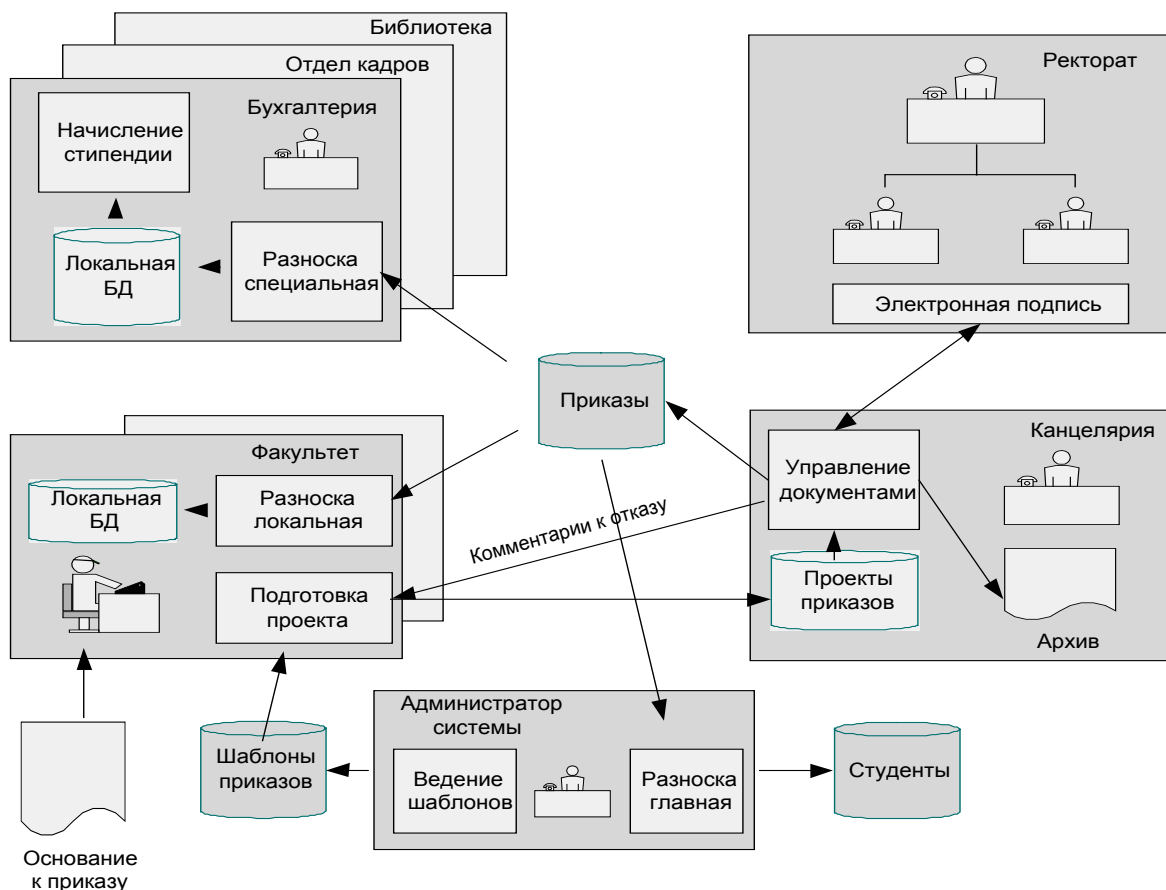 Библиотека
Отдел кадров
Бухгалтерия
Начисление
стипендии
Локальная
БД
Разноска
специальная
Ректорат
Электронная подпись
Приказы
Канцелярия
Управление
документами
Проекты
приказов
Архив
Факультет
Локальная
БД
Разноска
локальная
Подготовка
проекта
Комментарии к отказу
Основание
к приказу
Шаблоны
приказов
Администратор
системы
Ведение
шаблонов
Разноска
главная
Студенты